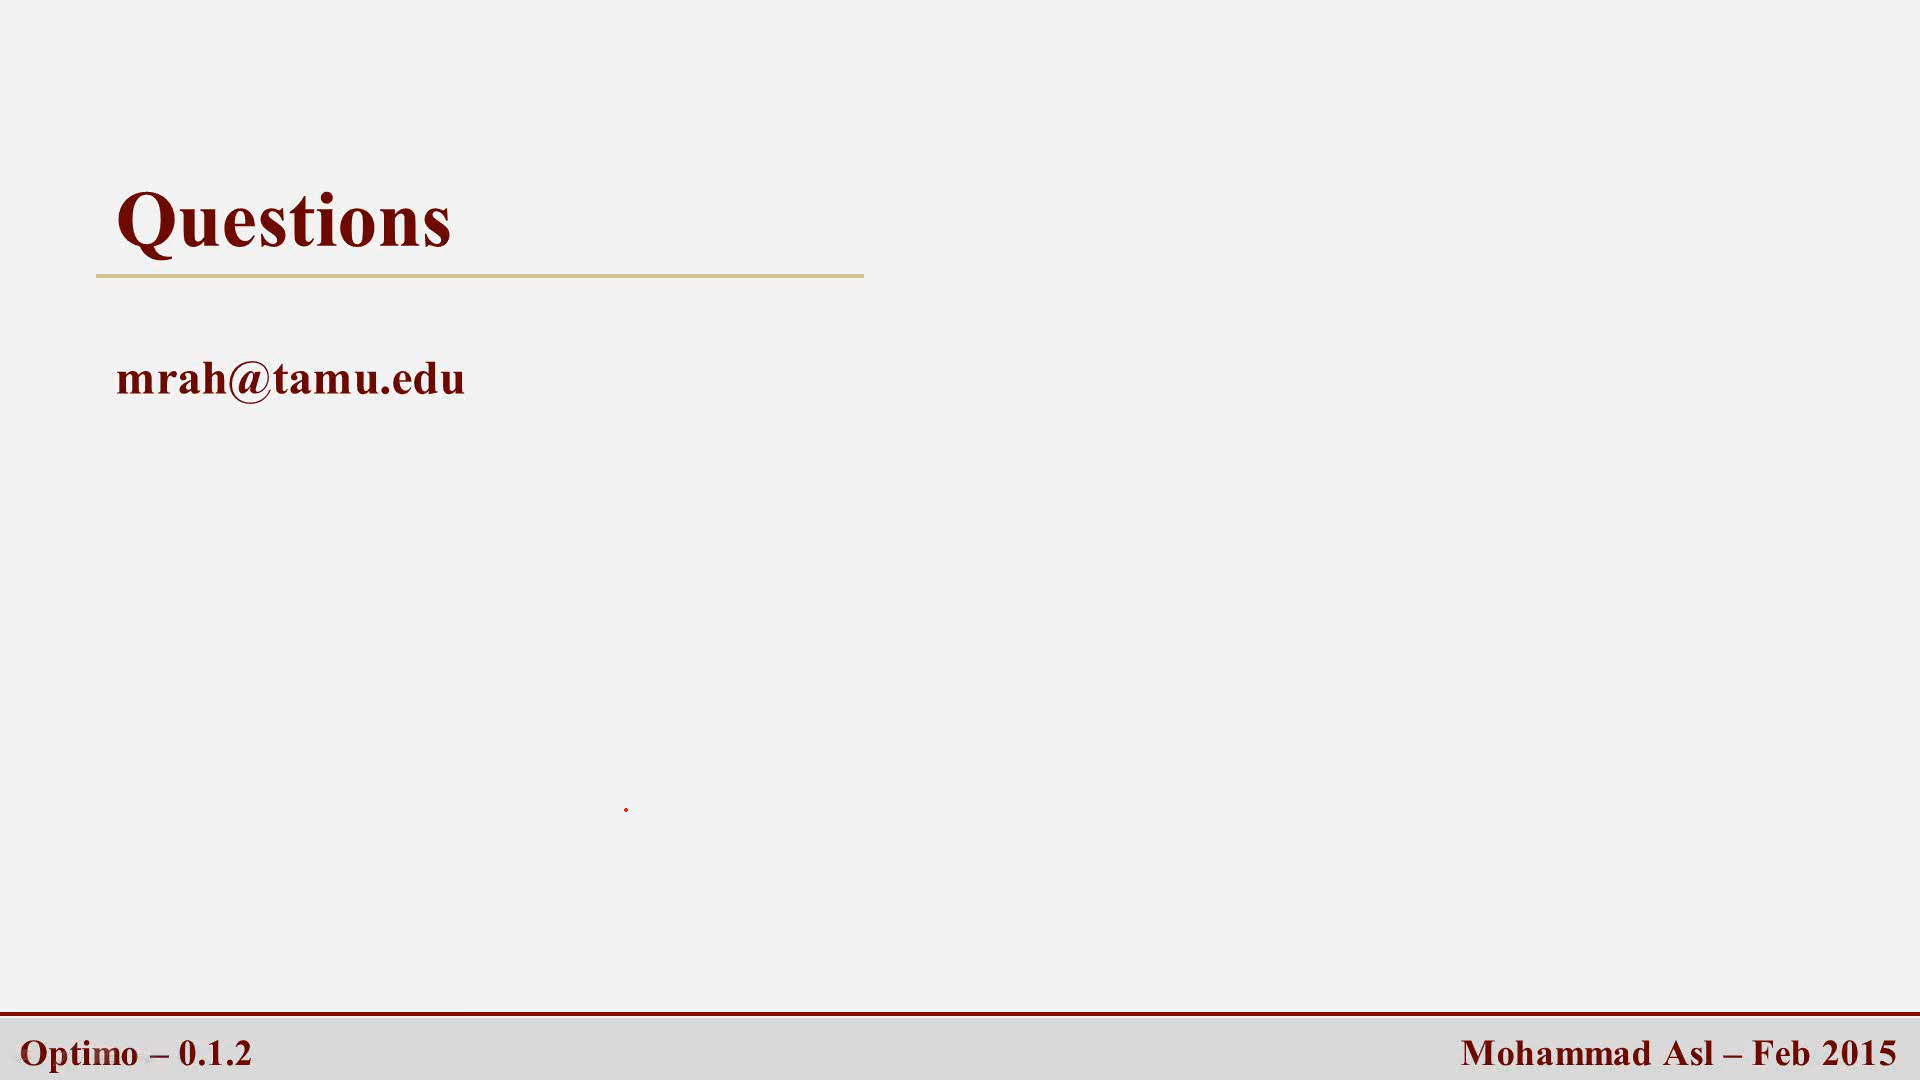 Questions
mrah@tamu.edu
Optimo – 0.1.2
Mohammad Asl – Feb 2015